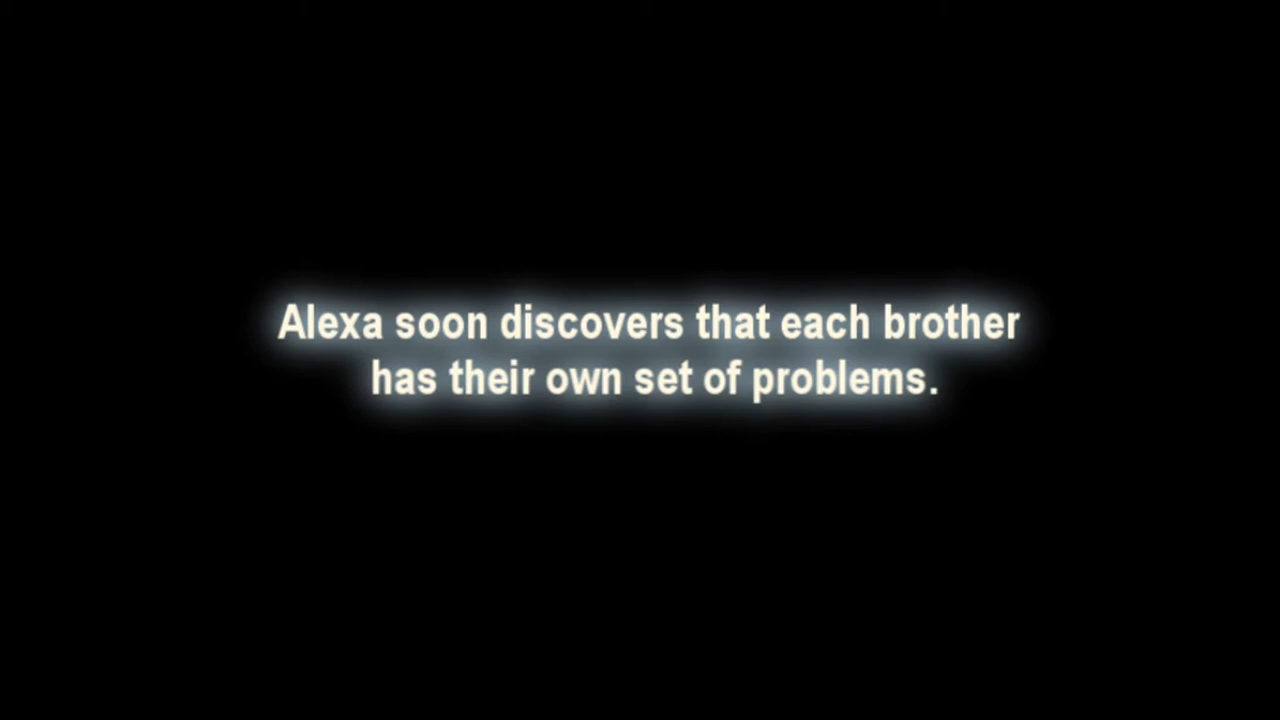 Alexa soon discovers that each brother
has their own set of problems.